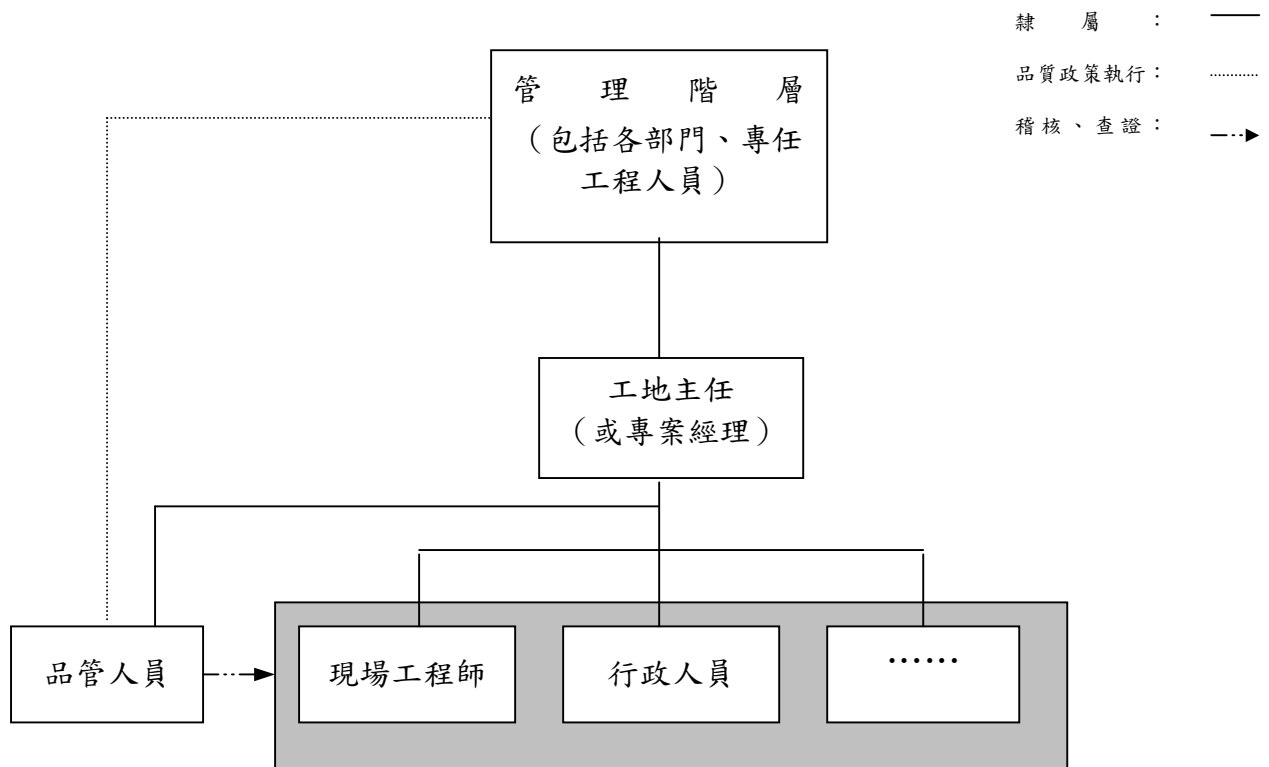 隸屬：
品質政策執行：
稽核、查證：
管理階層
（包括各部門、專任
工程人員）
工地主任
（或專案經理）
品管人員
現場工程師
行政人員
……